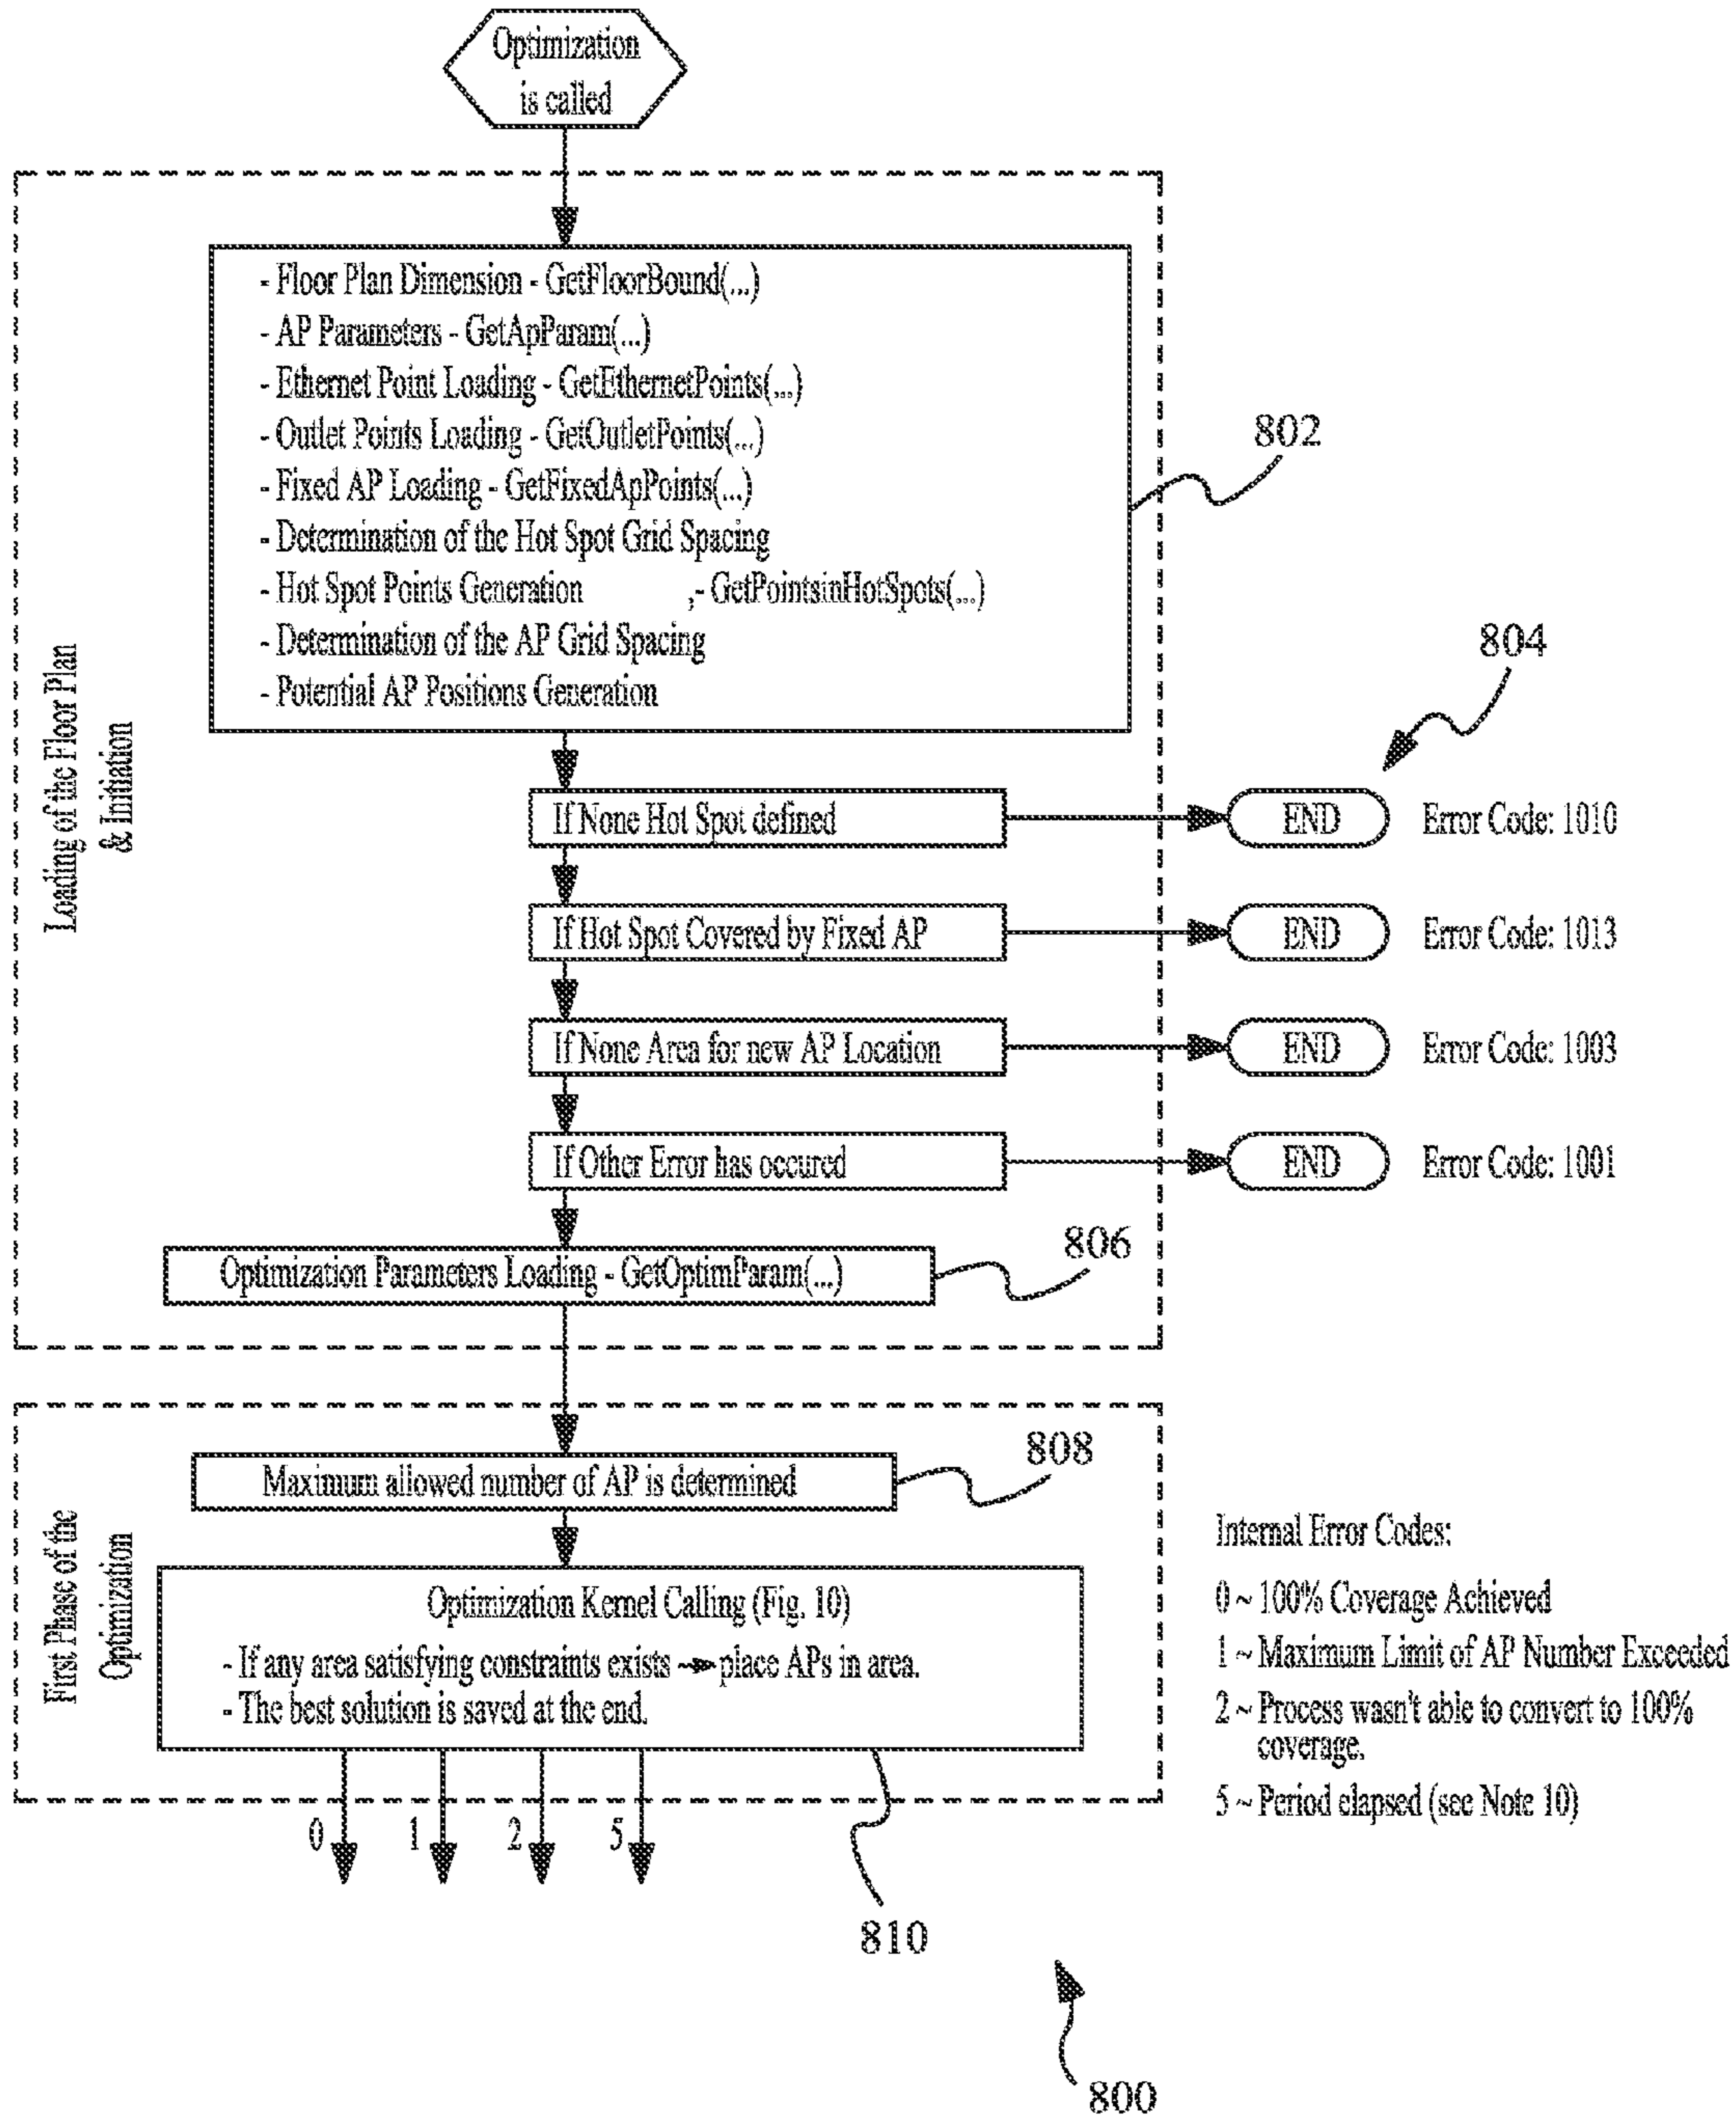 Optimization
is called
- Floor Plan Dimension - GetFloorBound(...)
- AP Parameters - GetApParam(...)
- Ethernet Point Loading - GetEthernetPoints(...)
- Outlet Points Loading - GetOutletPoints(...)
- Fixed AP Loading - GetFixedApPoints(...)
- Determination of the Hot Spot Grid Spacing
- Hot Spot Points Generation ,- GetPointsinHotSpots(...)
- Determination of the AP Grid Spacing
- Potential AP Positions Generation
802
804
Loading of the Floor Plan
& Initiation
If None Hot Spot defined
END
Error Code: 1010
If Hot Spot Covered by Fixed AP
END
Error Code: 1013
If None Area for new AP Location
END
Error Code: 1003
If Other Error has occured
END
Error Code: 1001
Optimization Parameters Loading - GetOptimParam(...)
806
First Phase of the
Optimization
Maximum allowed number of AP is determined
808
Optimization Kernel Calling (Fig. 10)
- If any area satisfying constraints exists → place APs in area.
- The best solution is saved at the end.
0
1
2
5
810
Internal Error Codes:
0 ~ 100% Coverage Achieved
1 ~ Maximum Limit of AP Number Exceeded
2 ~ Process wasn't able to convert to 100%
coverage.
5 ~ Period elapsed (see Note 10)
800